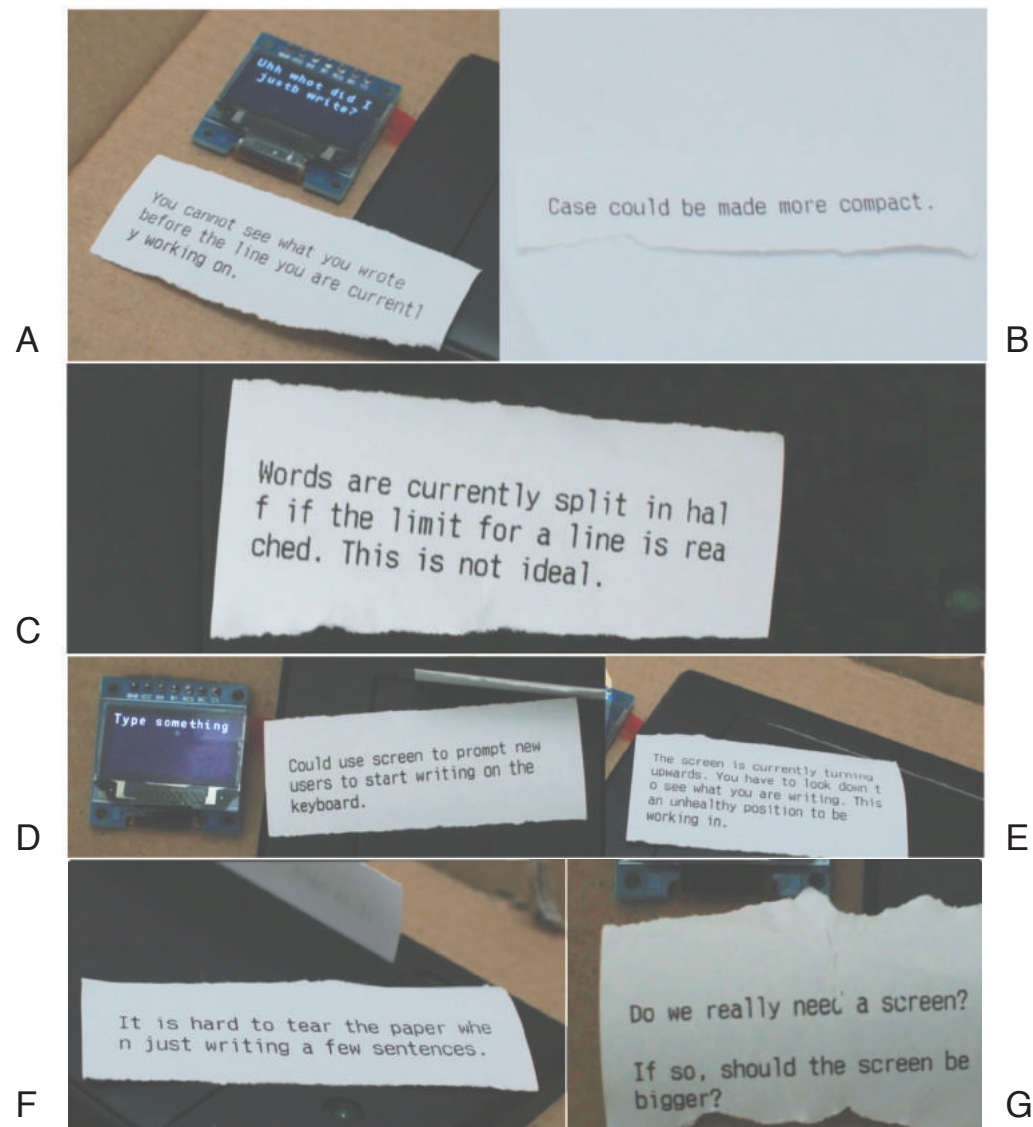 Uhh what did I
justb write?
You cannot see what you wrote
before the line you are currentl
y working on.
A
Case could be made more compact.
B
Words are currently split in hal
f if the limit for a line is rea
ched. This is not ideal.
C
Type something
Could use screen to prompt new
users to start writing on the
keyboard.
D
The screen is currently turning
upwards. You have to look down t
o see what you are writing. This
an unhealthy position to be
working in.
E
It is hard to tear the paper whe
n just writing a few sentences.
F
Do we really need a screen?
If so, should the screen be
bigger?
G